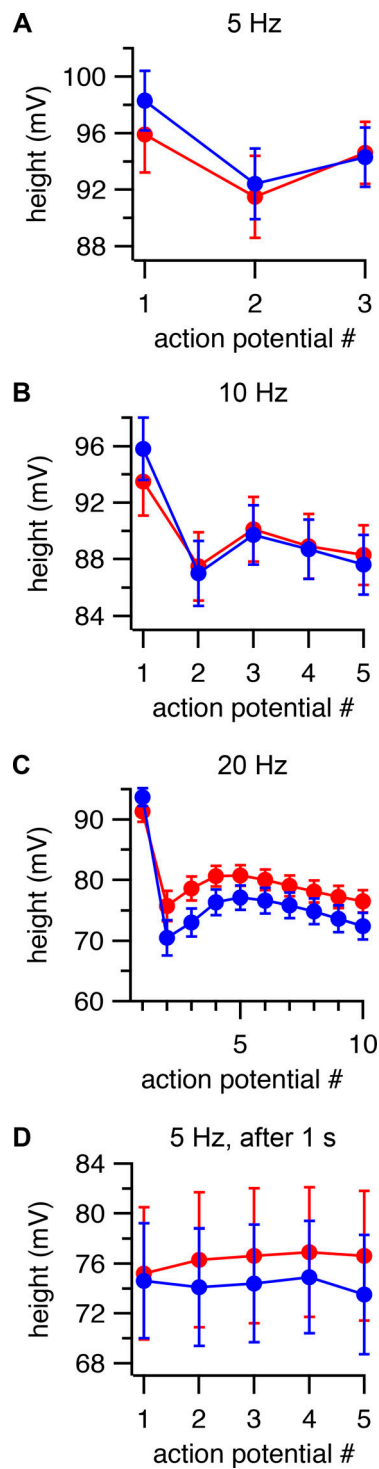 A 5 Hz
100
96
92
88
height (mV)
1 2 3
action potential #
B 10 Hz
96
92
88
84
height (mV)
1 2 3 4 5
action potential #
C 20 Hz
90
80
70
60
height (mV)
5 10
action potential #
D 5 Hz, after 1 s
84
80
76
72
68
height (mV)
1 2 3 4 5
action potential #